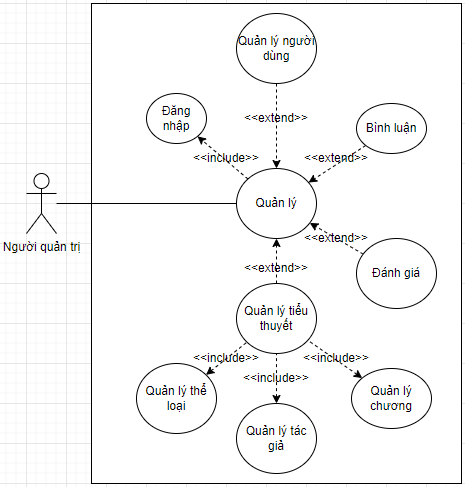 Quản lý người
dùng
Đăng
nhập
<<extend>>
Bình luận
<<include>>
<<extend>>
Quản lý
Người quản trị
<<extend>>
<<extend>>
Đánh giá
Quản lý tiểu
thuyết
<<include>>
<<include>>
<<include>>
Quản lý thể
loại
Quản lý
chương
Quản lý tác
giả